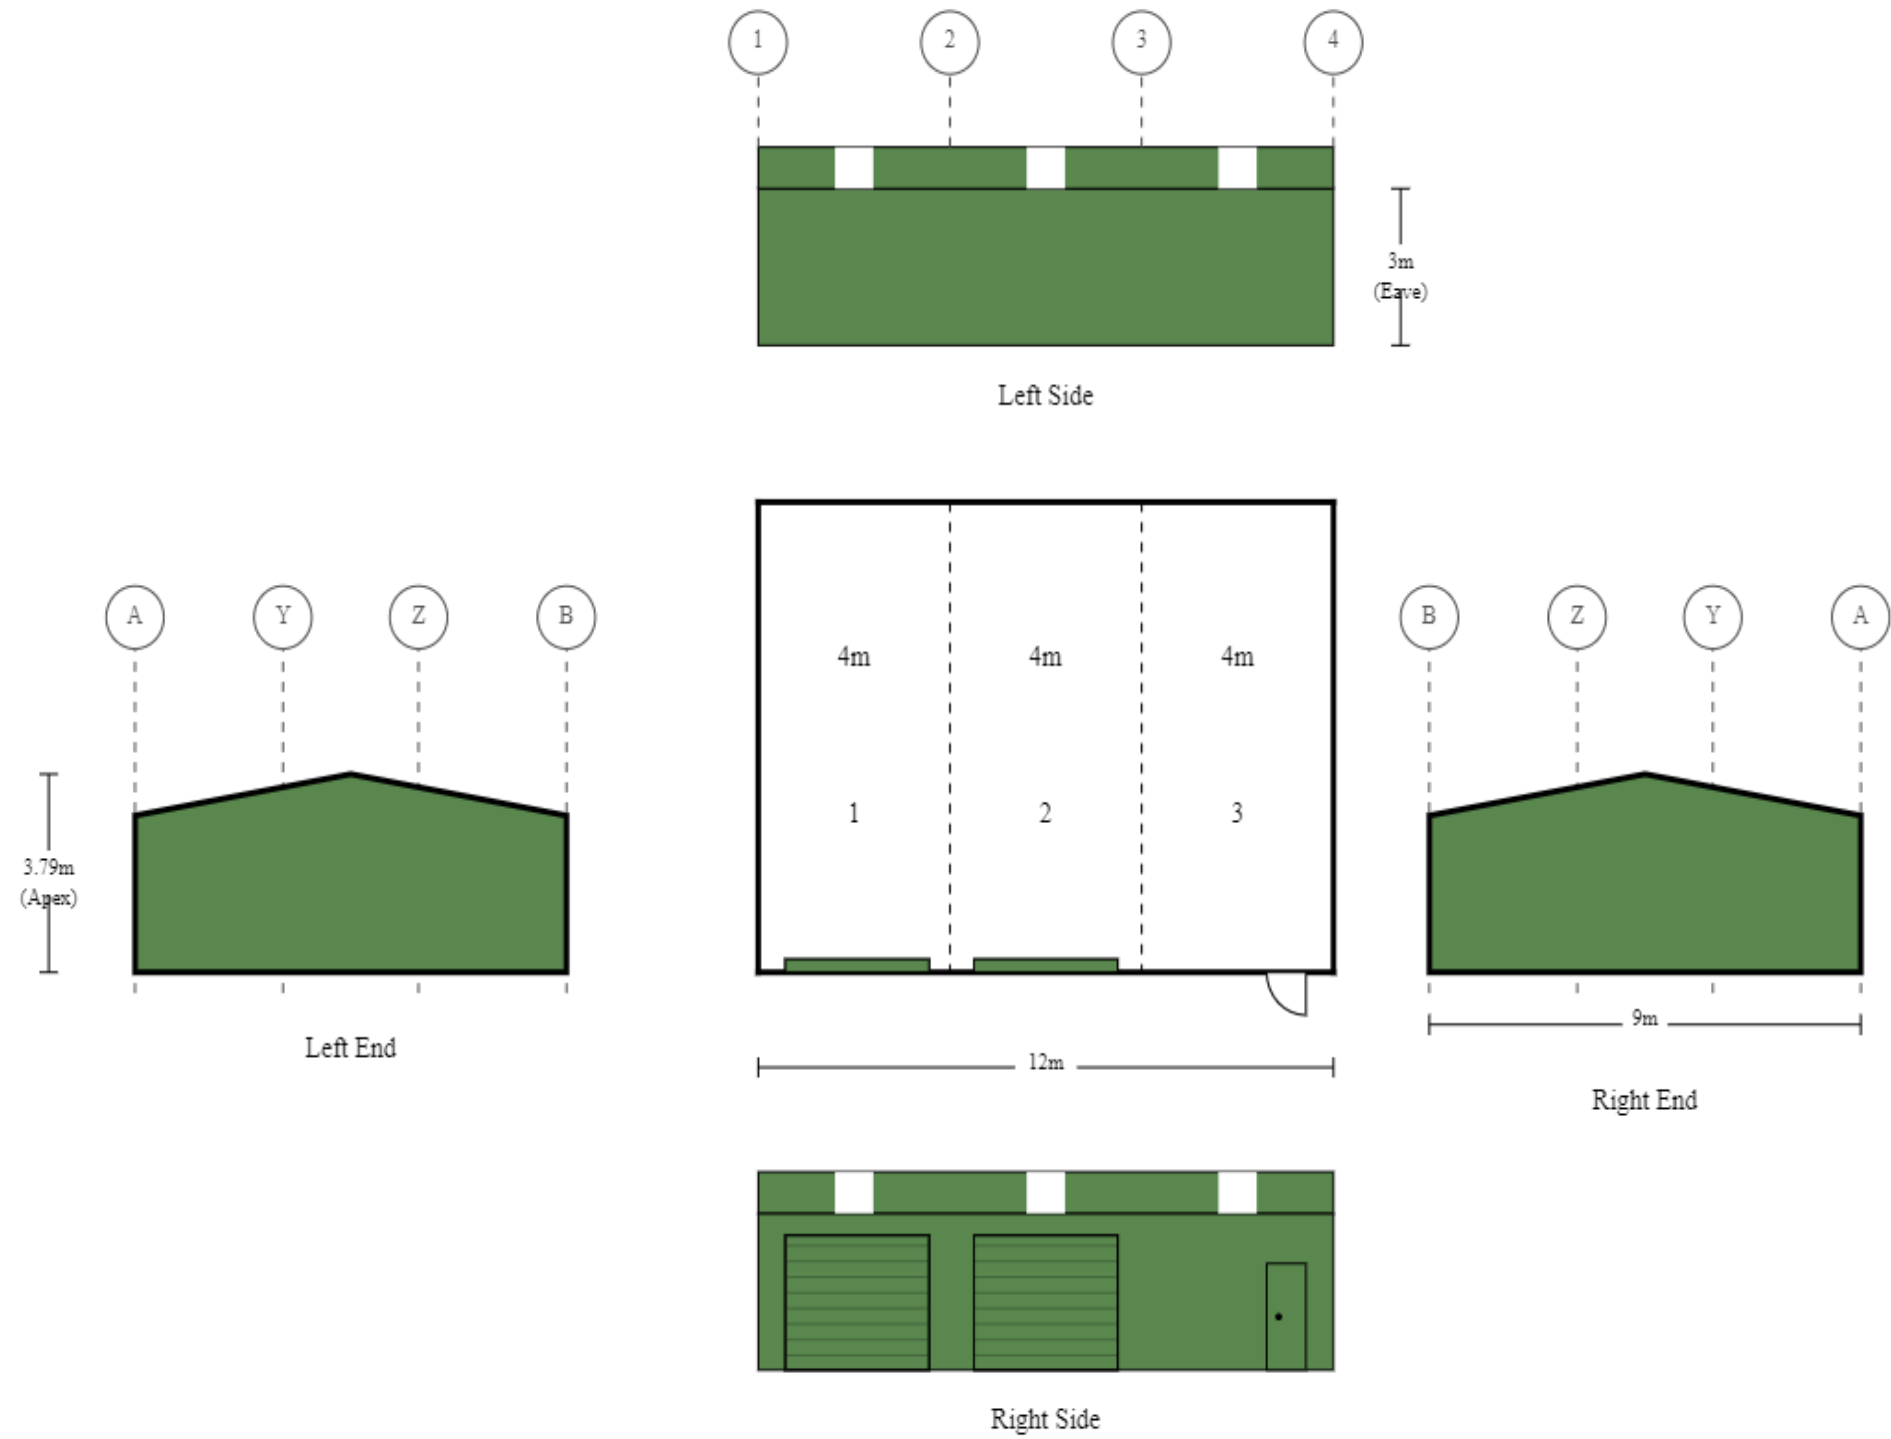 1 2 3 4
3m
(Eave)
Left Side
A Y Z B
B Z Y A
4m 4m 4m
1 2 3
3.79m
(Apex)
9m
Left End
12m
Right End
Right Side